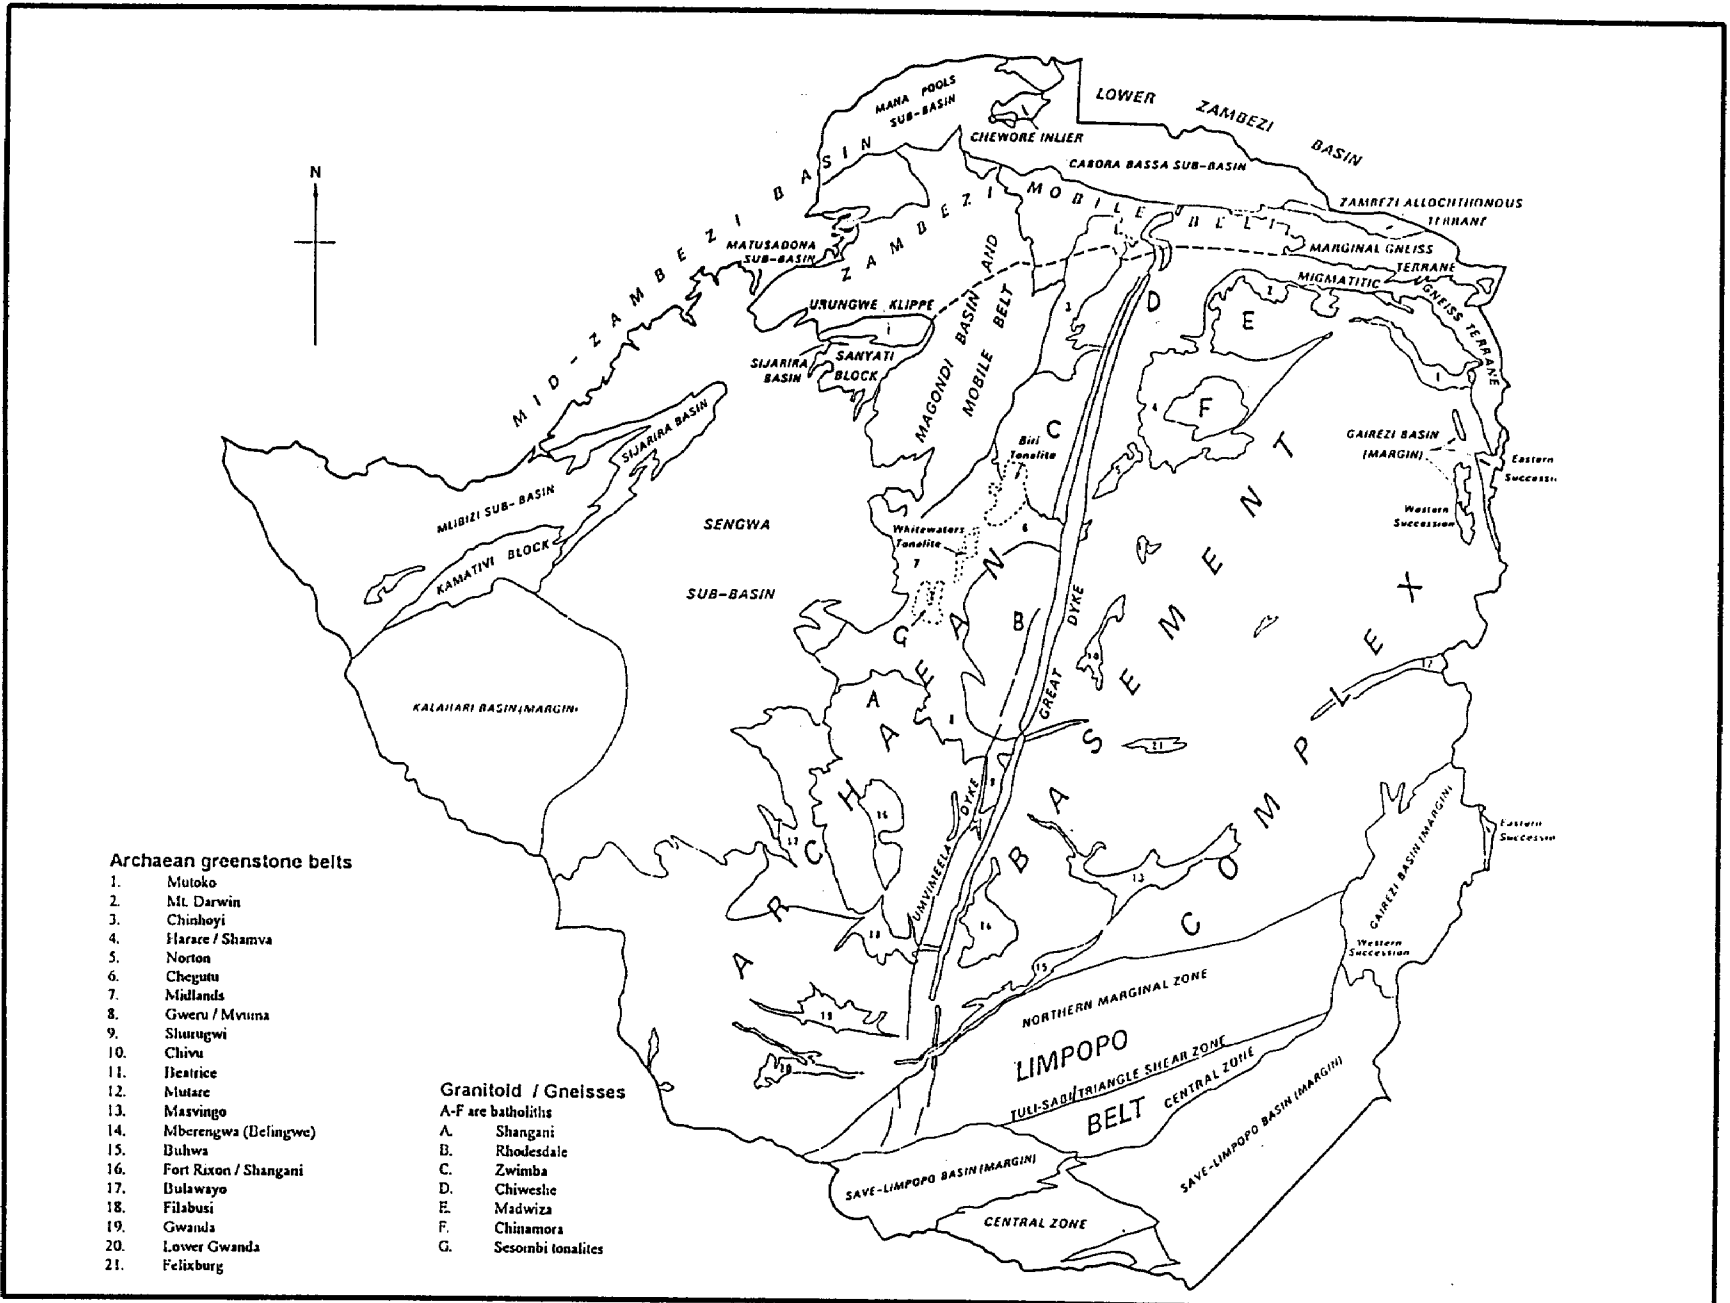 N
MANA POOLS
SUB-BASIN
CHEWORE INLIER
LOWER ZAMBEZI BASIN
CABORA BASSA SUB-BASIN
MID-ZAMBEZI BASIN
ZAMBEZI MOBILE BELT
ZAMBEZI ALLOCHTHONOUS
TERRANE
MARGINAL GNEISS
TERRANE
MIGMATITIC GNEISS TERRANE
MATUSADONA
SUB-BASIN
URUNGWE KLIPPE
SIJARIRA
BASIN
SANYATI
BLOCK
MAGONDI BASIN AND
MOBILE BELT
SIJARIRA BASIN
MLIBIZI SUB-BASIN
KAMATIVI BLOCK
SENGWA
SUB-BASIN
KALAHARI BASIN (MARGIN)
Biri
Tonalite
Whitewaters
Tonalite
GAIREZI BASIN
(MARGIN)
Eastern
Successi
Western
Succession
ARCHAEAN
BASEMENT
COMPLEX
GREAT DYKE
UMVIMEELA DYKE
A
B
C
D
E
F
G
GAIREZI BASIN (MARGIN)
Eastern
Succession
Western
Succession
NORTHERN MARGINAL ZONE
LIMPOPO
TULI-SABI/TRIANGLE SHEAR ZONE
BELT
CENTRAL ZONE
SAVE-LIMPOPO BASIN (MARGIN)
SAVE-LIMPOPO BASIN (MARGIN)
CENTRAL ZONE
Archaean greenstone belts
1. Mutoko
2. Mt. Darwin
3. Chinhoyi
4. Harare / Shamva
5. Norton
6. Chegutu
7. Midlands
8. Gweru / Mvuma
9. Shurugwi
10. Chivu
11. Beatrice
12. Mutare
13. Masvingo
14. Mberengwa (Belingwe)
15. Buhwa
16. Fort Rixon / Shangani
17. Bulawayo
18. Filabusi
19. Gwanda
20. Lower Gwanda
21. Felixburg
Granitoid / Gneisses
A-F are batholiths
A. Shangani
B. Rhodesdale
C. Zwimba
D. Chiweshe
E. Madwiza
F. Chinamora
G. Sesombi tonalites